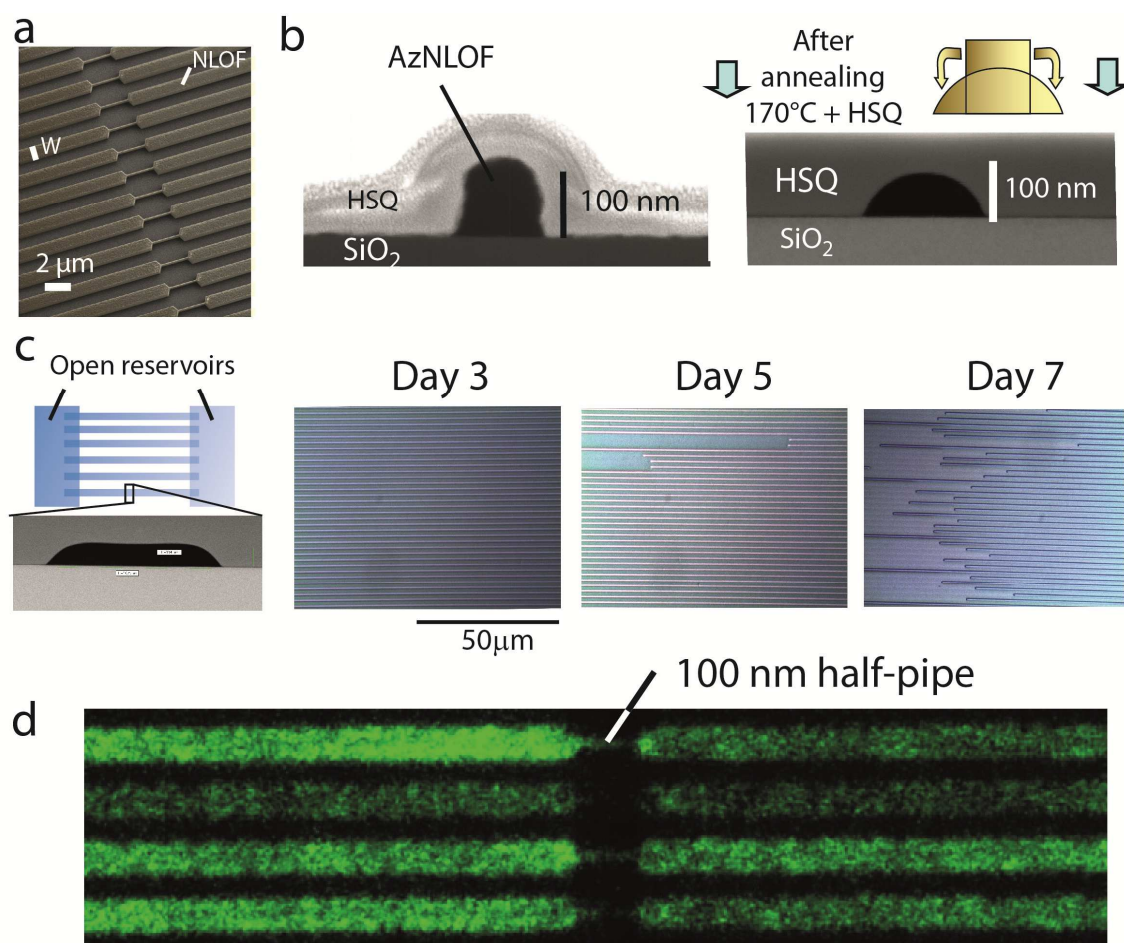 a
NLOF
W
2 µm
b
AzNLOF
HSQ
100 nm
SiO₂
After
annealing
170°C + HSQ
HSQ
100 nm
SiO₂
c
Open reservoirs
Day 3
Day 5
Day 7
50µm
100 nm half-pipe
d